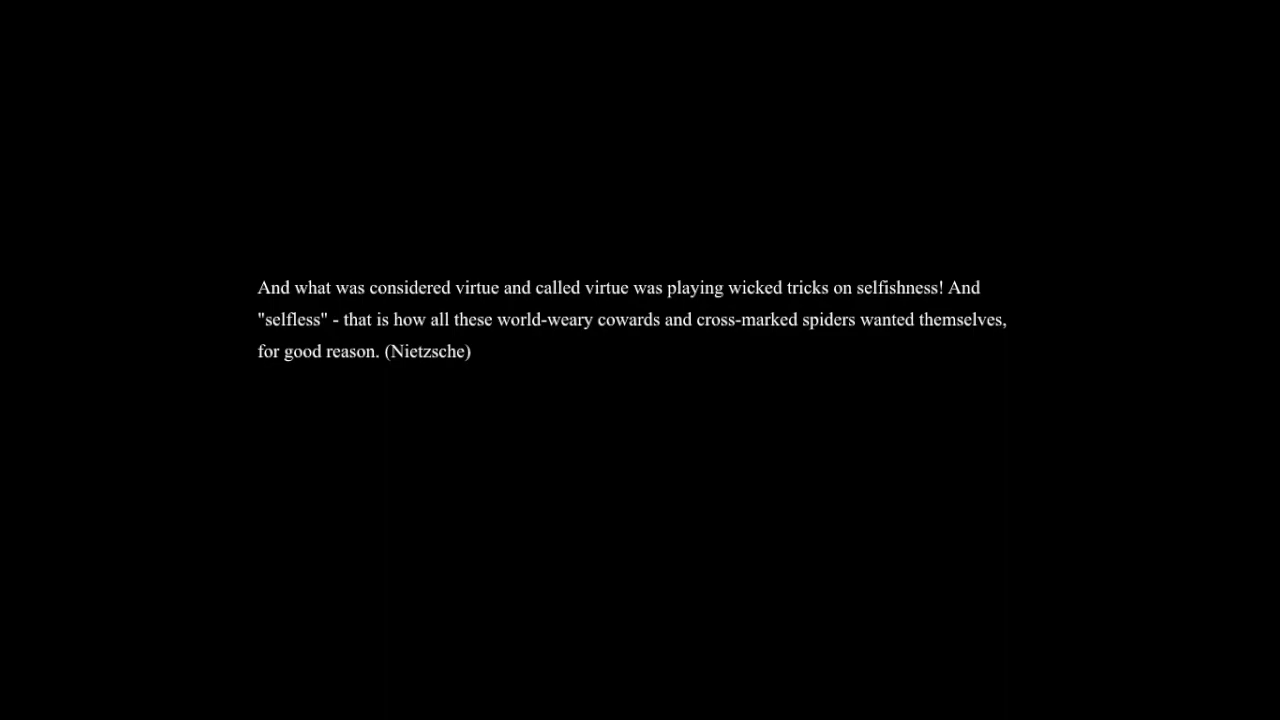 And what was considered virtue and called virtue was playing wicked tricks on selfishness! And
"selfless" - that is how all these world-weary cowards and cross-marked spiders wanted themselves,
for good reason. (Nietzsche)